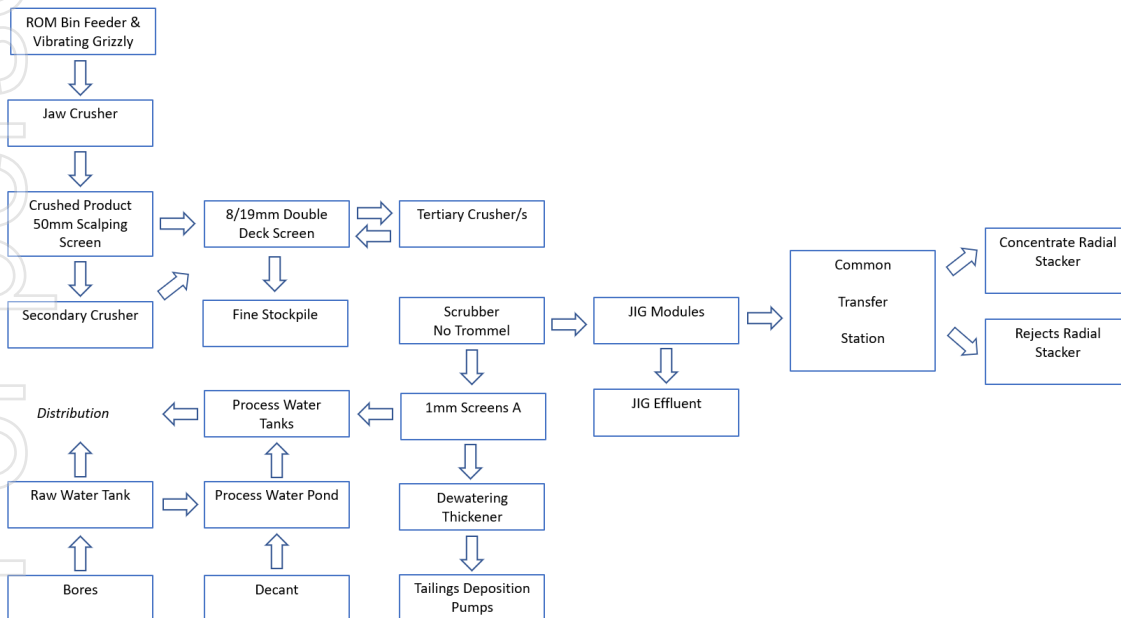 ROM Bin Feeder &
Vibrating Grizzly
Jaw Crusher
Crushed Product
50mm Scalping
Screen
8/19mm Double
Deck Screen
Tertiary Crusher/s
Secondary Crusher
Fine Stockpile
Scrubber
No Trommel
JIG Modules
Common
Transfer
Station
Concentrate Radial
Stacker
Rejects Radial
Stacker
JIG Effluent
Distribution
Process Water
Tanks
1mm Screens A
Raw Water Tank
Process Water Pond
Dewatering
Thickener
Bores
Decant
Tailings Deposition
Pumps